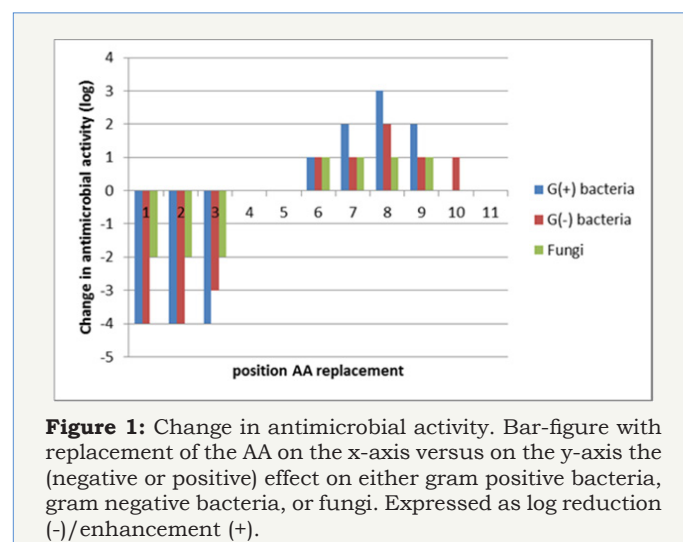 4
3
2
1
0
-1
-2
-3
-4
-5
Change in antimicrobial activity (log)
1 2 3 4 5 6 7 8 9 10 11
position AA replacement
G(+) bacteria
G(-) bacteria
Fungi
Figure 1: Change in antimicrobial activity. Bar-figure with
replacement of the AA on the x-axis versus on the y-axis the
(negative or positive) effect on either gram positive bacteria,
gram negative bacteria, or fungi. Expressed as log reduction
(-)/enhancement (+).